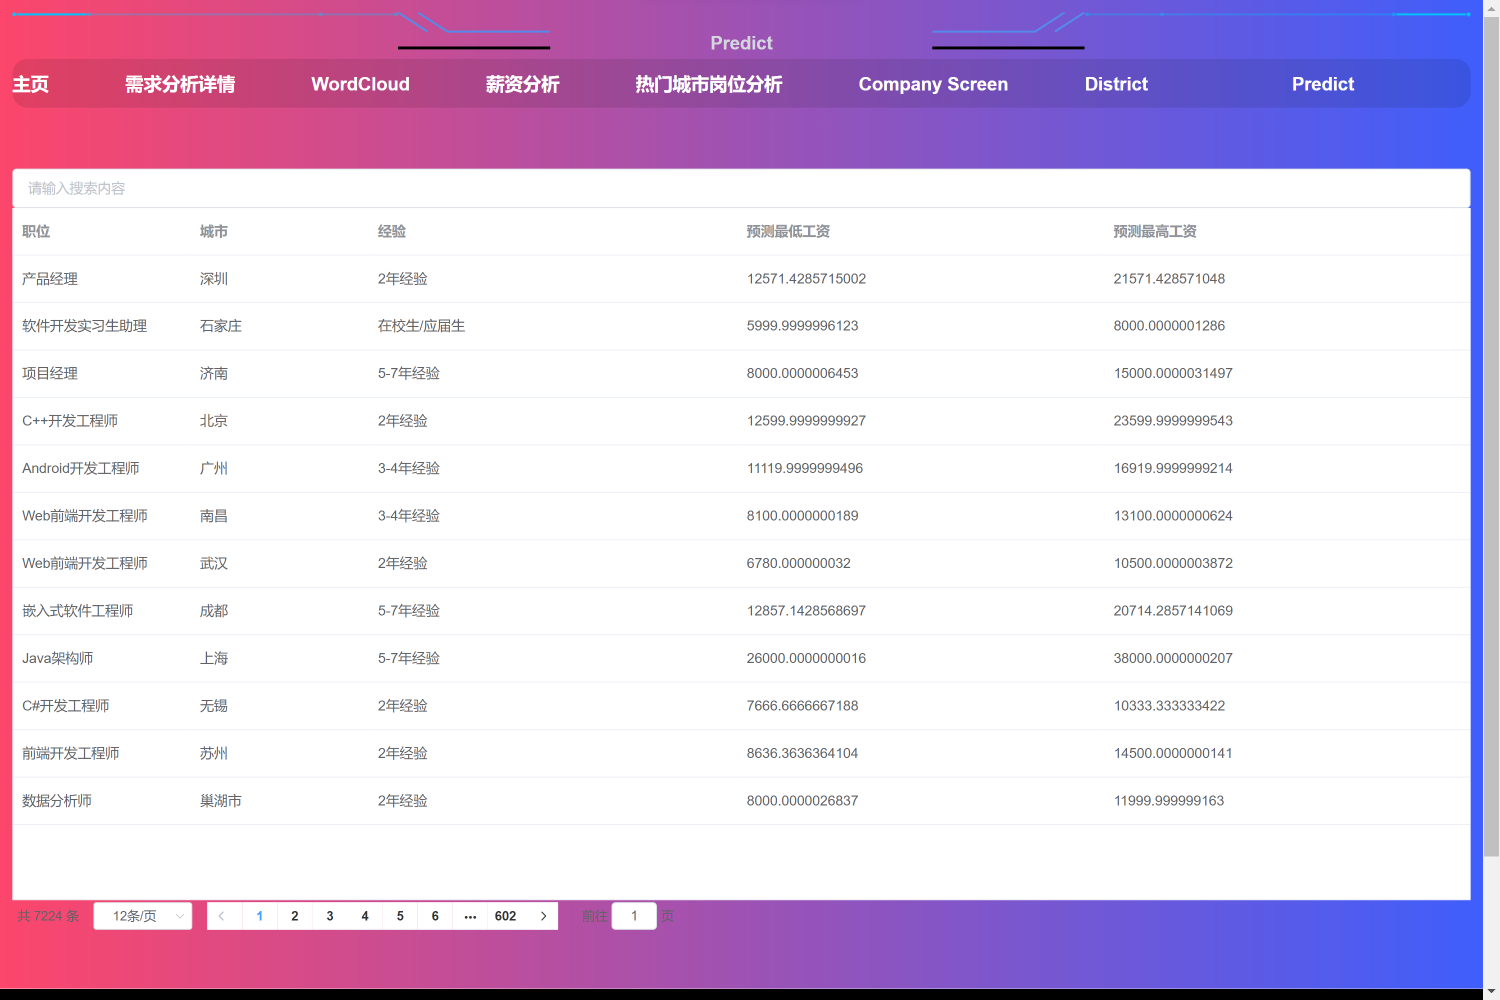 Predict
主页 需求分析详情 WordCloud 薪资分析 热门城市岗位分析 Company Screen District Predict
请输入搜索内容
职位 城市 经验 预测最低工资 预测最高工资
产品经理 深圳 2年经验 12571.4285715002 21571.428571048
软件开发实习生助理 石家庄 在校生/应届生 5999.9999996123 8000.0000001286
项目经理 济南 5-7年经验 8000.0000006453 15000.0000031497
C++开发工程师 北京 2年经验 12599.9999999927 23599.9999999543
Android开发工程师 广州 3-4年经验 11119.9999999496 16919.9999999214
Web前端开发工程师 南昌 3-4年经验 8100.0000000189 13100.0000000624
Web前端开发工程师 武汉 2年经验 6780.000000032 10500.0000003872
嵌入式软件工程师 成都 5-7年经验 12857.1428568697 20714.2857141069
Java架构师 上海 5-7年经验 26000.0000000016 38000.0000000207
C#开发工程师 无锡 2年经验 7666.6666667188 10333.333333422
前端开发工程师 苏州 2年经验 8636.3636364104 14500.0000000141
数据分析师 巢湖市 2年经验 8000.0000026837 11999.999999163
共 7224 条 12条/页 1 2 3 4 5 6 ••• 602 前往 1 页